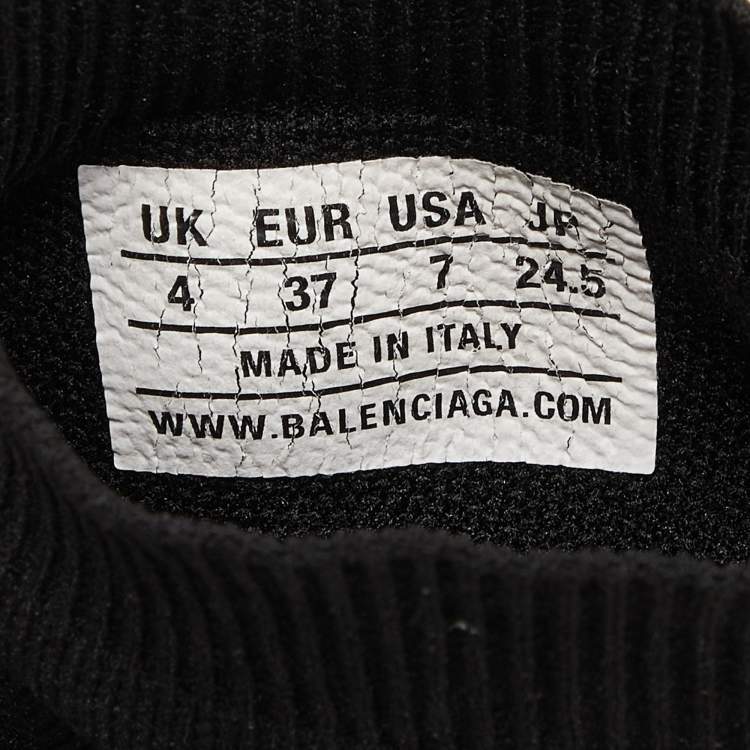 UK EUR USA JP
4 37 7 24.5
MADE IN ITALY
WWW.BALENCIAGA.COM